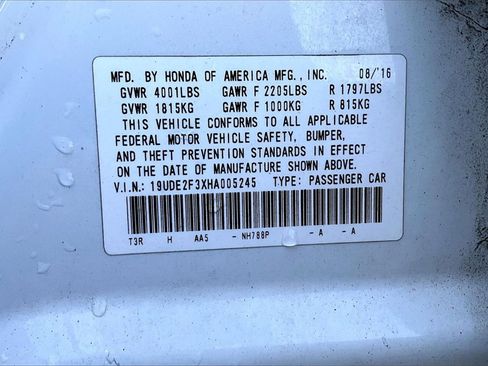 MFD. BY HONDA OF AMERICA MFG., INC. 08/'16
GVWR 4001LBS GAWR F 2205LBS R 1797LBS
GVWR 1815KG GAWR F 1000KG R 815KG
THIS VEHICLE CONFORMS TO ALL APPLICABLE
FEDERAL MOTOR VEHICLE SAFETY, BUMPER,
AND THEFT PREVENTION STANDARDS IN EFFECT
ON THE DATE OF MANUFACTURE SHOWN ABOVE.
V.I.N.: 19UDE2F3XHA005245 TYPE: PASSENGER CAR
T3R H AA5 - NH788P - A - A